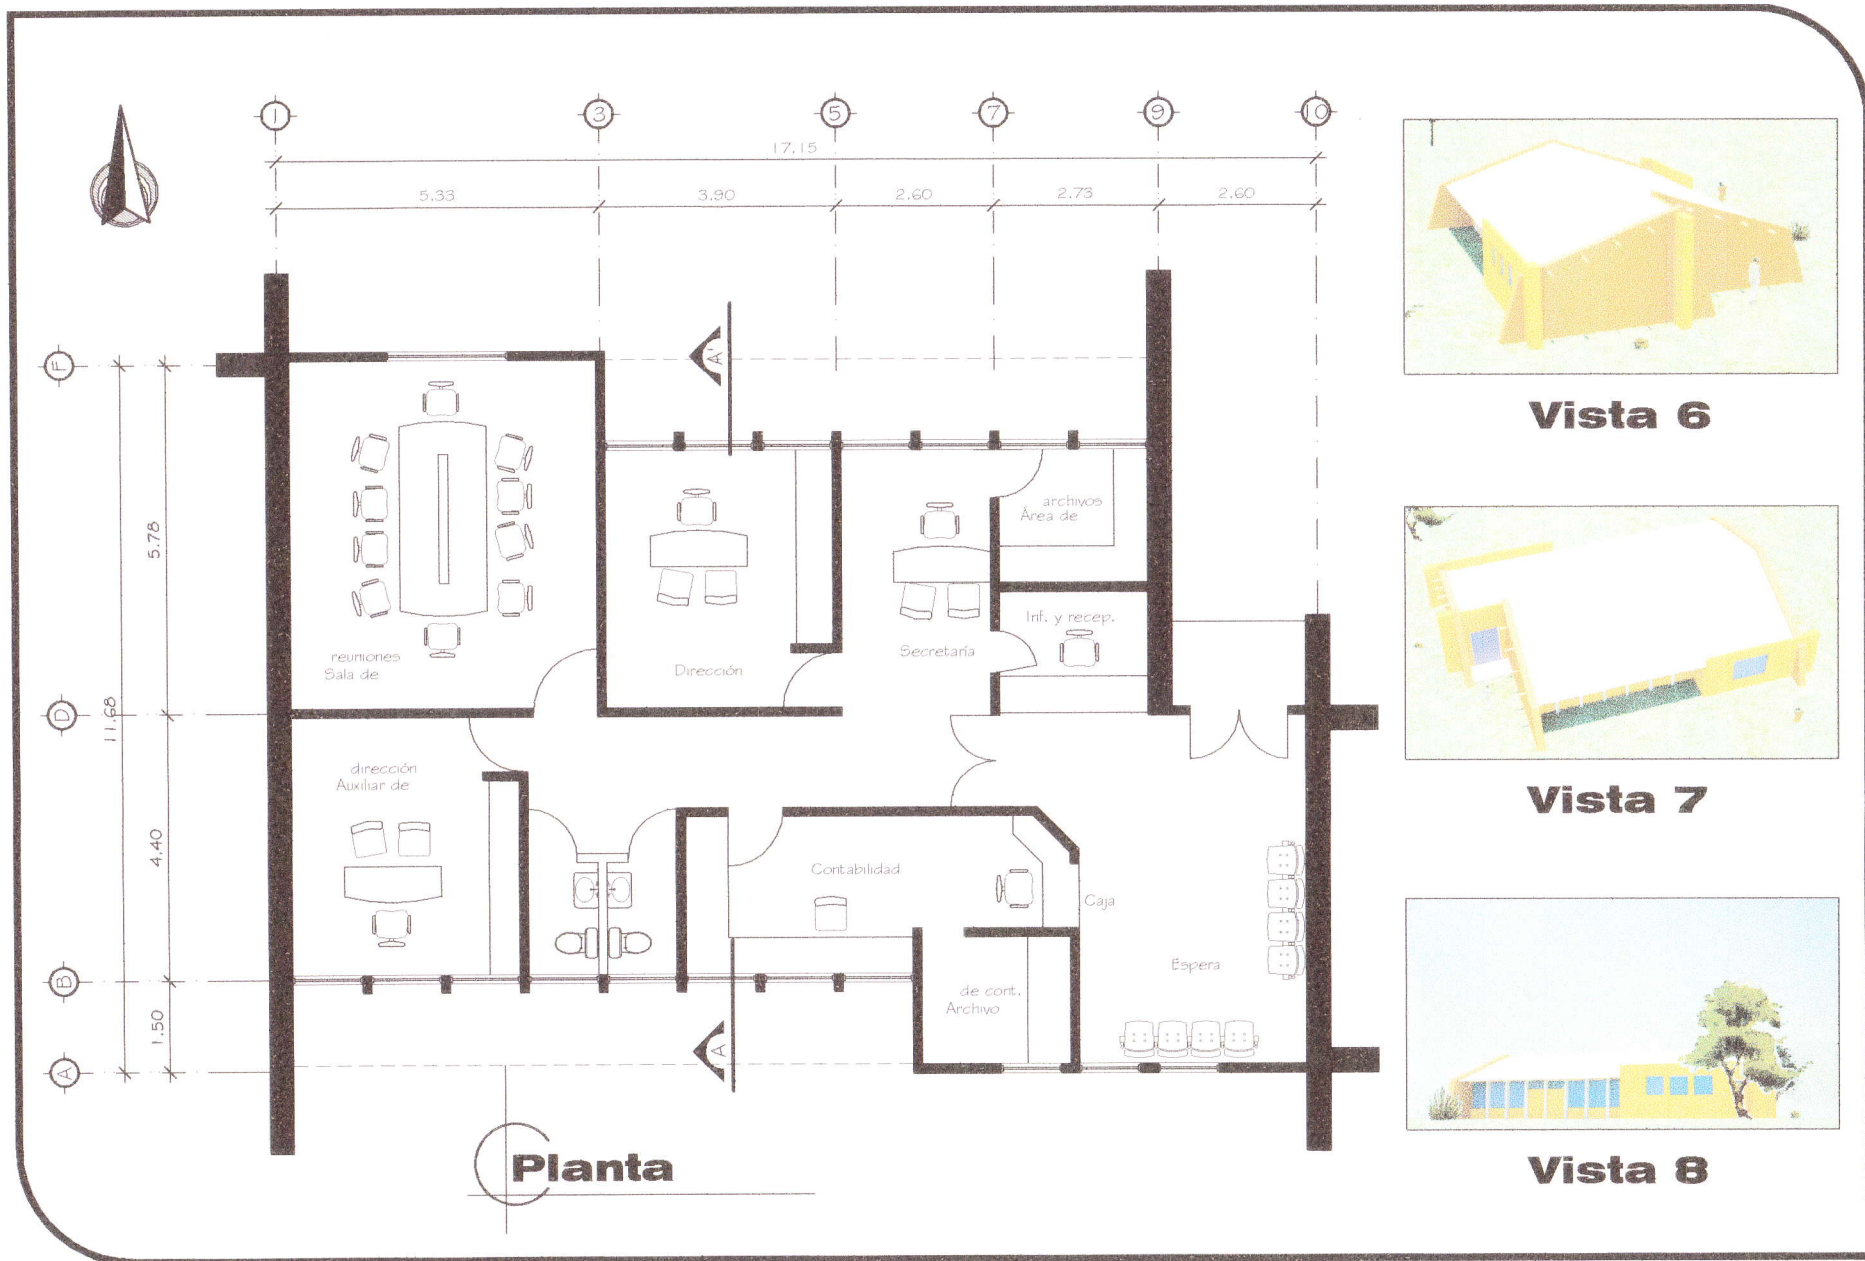 1
3
5
7
9
10
17.15
5.33
3.90
2.60
2.73
2.60
F
D
B
A
11.68
5.78
4.40
1.50
A'
A
reuniones
Sala de
Dirección
Secretaría
archivos
Área de
Inf. y recep.
dirección
Auxiliar de
Contabilidad
Caja
Espera
de cont.
Archivo
Planta
Vista 6
Vista 7
Vista 8